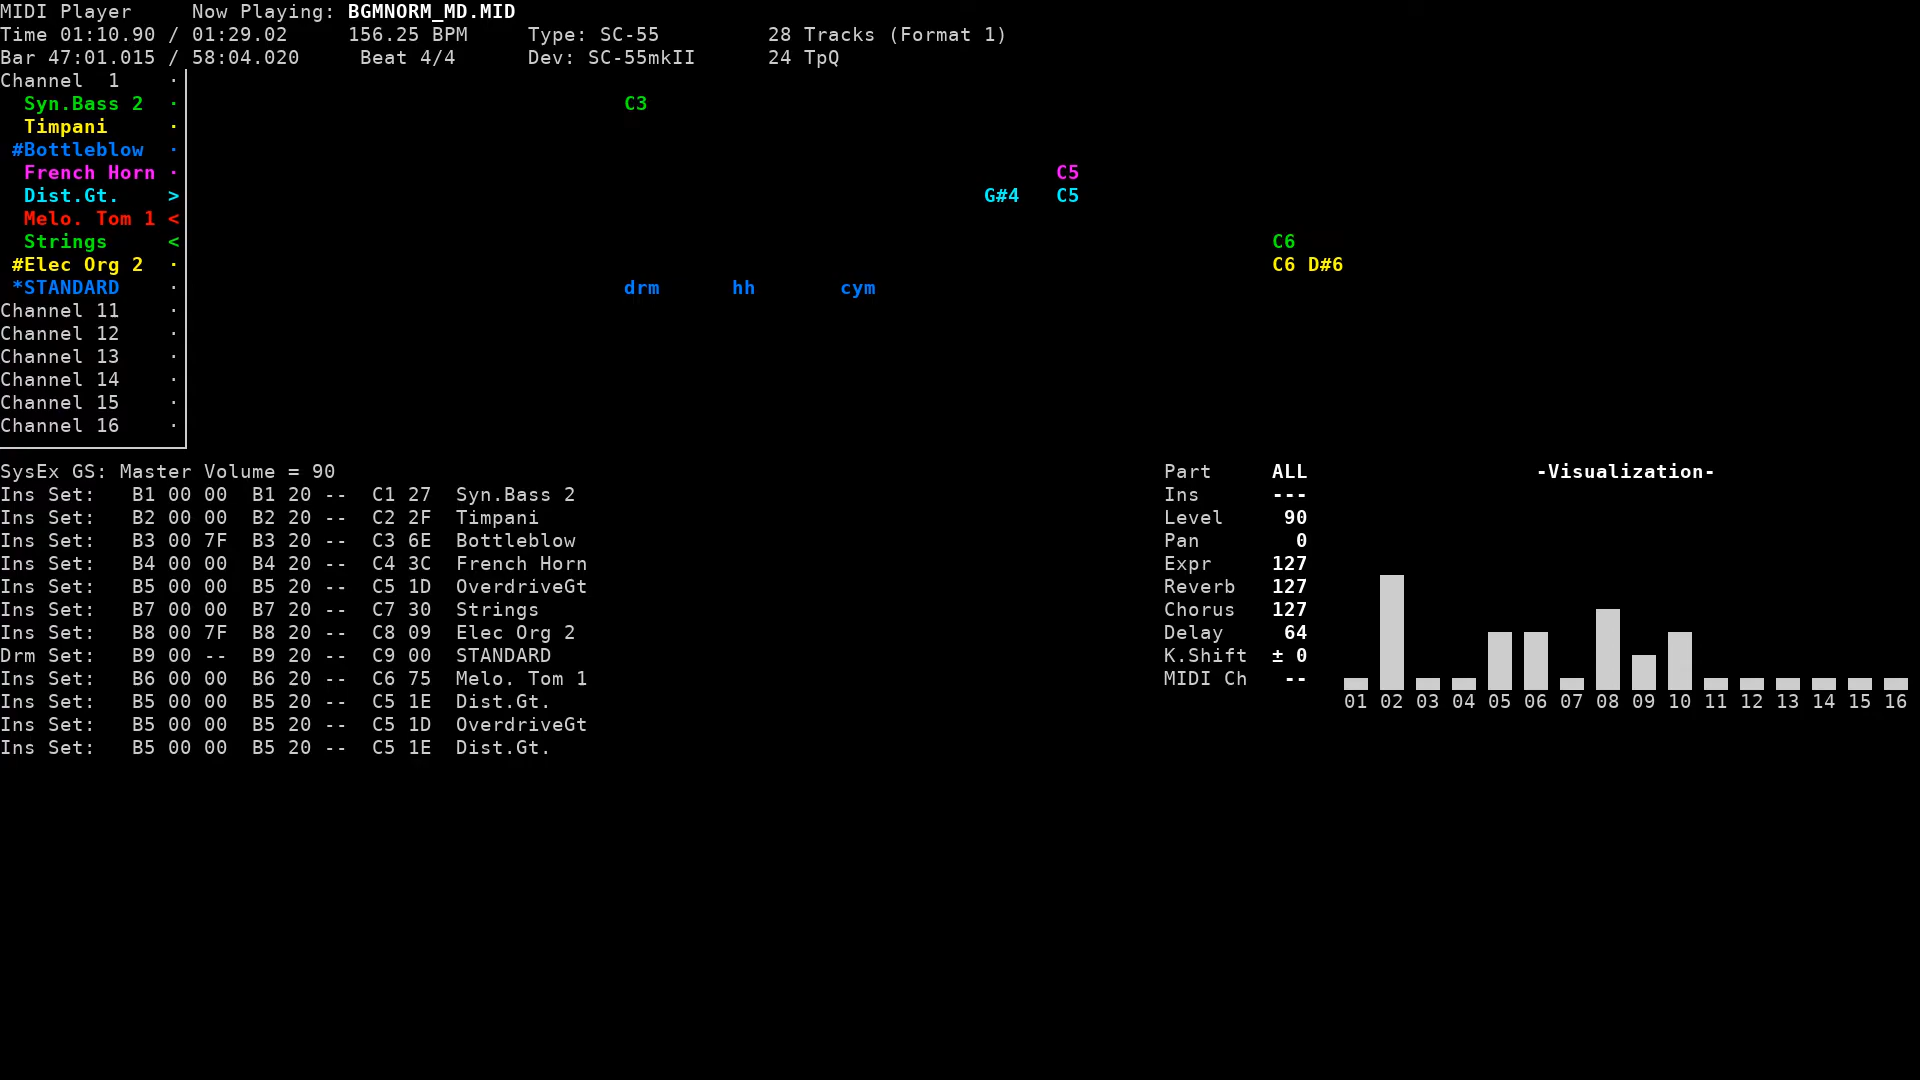 MIDI Player     Now Playing: BGMNORM_MD.MID
Time 01:10.90 / 01:29.02     156.25 BPM     Type: SC-55         28 Tracks (Format 1)
Bar 47:01.015 / 58:04.020     Beat 4/4      Dev: SC-55mkII      24 TpQ
Channel  1    ·
Syn.Bass 2  ·     C3
Timpani     ·
#Bottleblow  ·
French Horn ·     C5
Dist.Gt.    >     G#4   C5
Melo. Tom 1 <
Strings     <     C6
#Elec Org 2  ·     C6 D#6
*STANDARD    ·     drm      hh       cym
Channel 11    ·
Channel 12    ·
Channel 13    ·
Channel 14    ·
Channel 15    ·
Channel 16    ·
SysEx GS: Master Volume = 90
Ins Set:   B1 00 00  B1 20 --  C1 27  Syn.Bass 2
Ins Set:   B2 00 00  B2 20 --  C2 2F  Timpani
Ins Set:   B3 00 7F  B3 20 --  C3 6E  Bottleblow
Ins Set:   B4 00 00  B4 20 --  C4 3C  French Horn
Ins Set:   B5 00 00  B5 20 --  C5 1D  OverdriveGt
Ins Set:   B7 00 00  B7 20 --  C7 30  Strings
Ins Set:   B8 00 7F  B8 20 --  C8 09  Elec Org 2
Drm Set:   B9 00 --  B9 20 --  C9 00  STANDARD
Ins Set:   B6 00 00  B6 20 --  C6 75  Melo. Tom 1
Ins Set:   B5 00 00  B5 20 --  C5 1E  Dist.Gt.
Ins Set:   B5 00 00  B5 20 --  C5 1D  OverdriveGt
Ins Set:   B5 00 00  B5 20 --  C5 1E  Dist.Gt.
Part     ALL
Ins      ---
Level     90
Pan        0
Expr     127
Reverb   127
Chorus   127
Delay     64
K.Shift  ± 0
MIDI Ch   --
-Visualization-
01 02 03 04 05 06 07 08 09 10 11 12 13 14 15 16